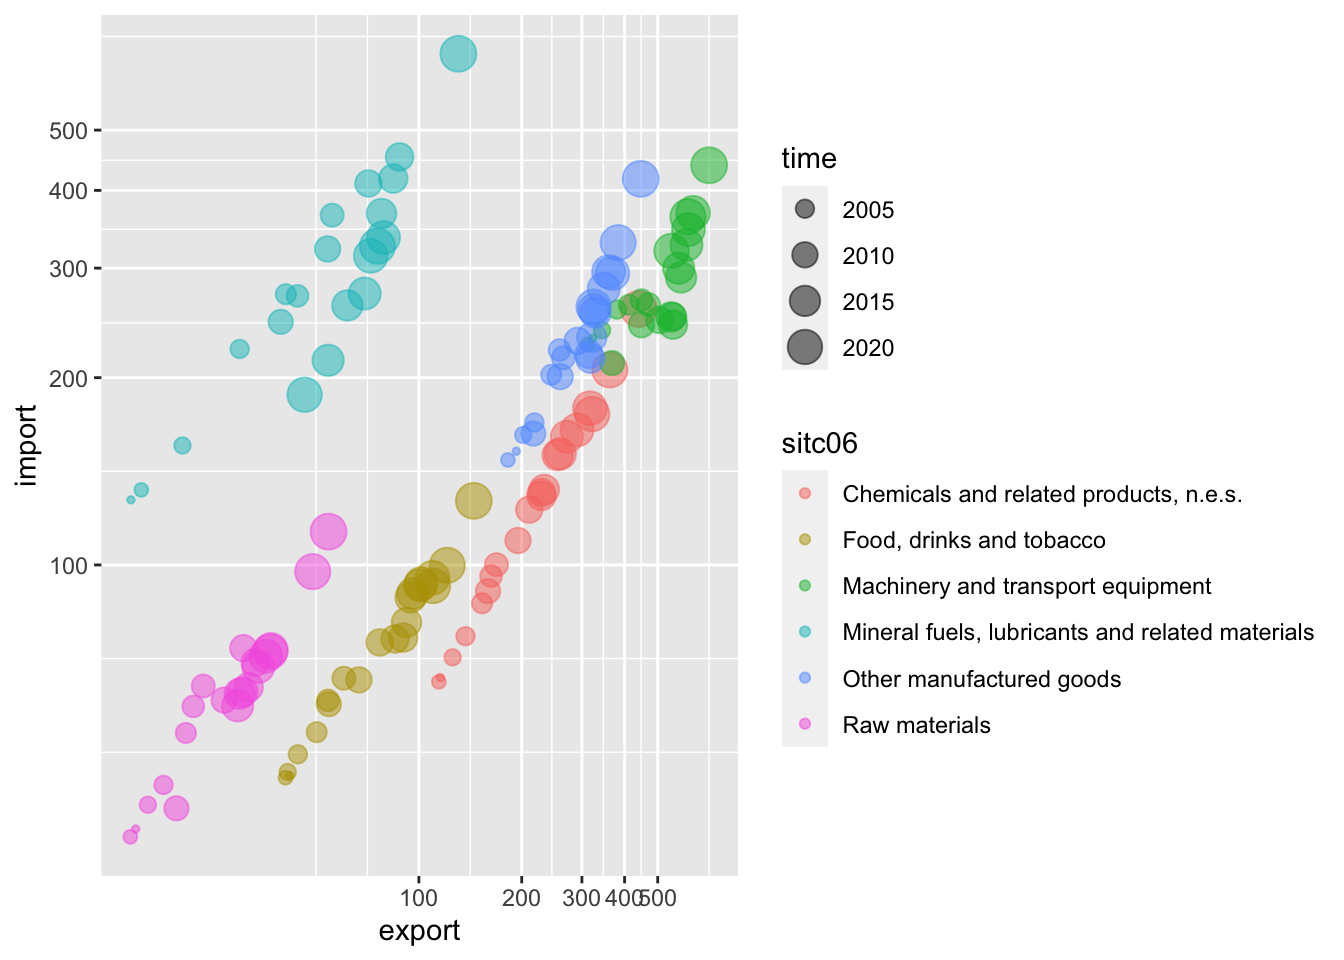 500
400
300
200
100
import
100
200
300
400
500
export
time
2005
2010
2015
2020
sitc06
Chemicals and related products, n.e.s.
Food, drinks and tobacco
Machinery and transport equipment
Mineral fuels, lubricants and related materials
Other manufactured goods
Raw materials